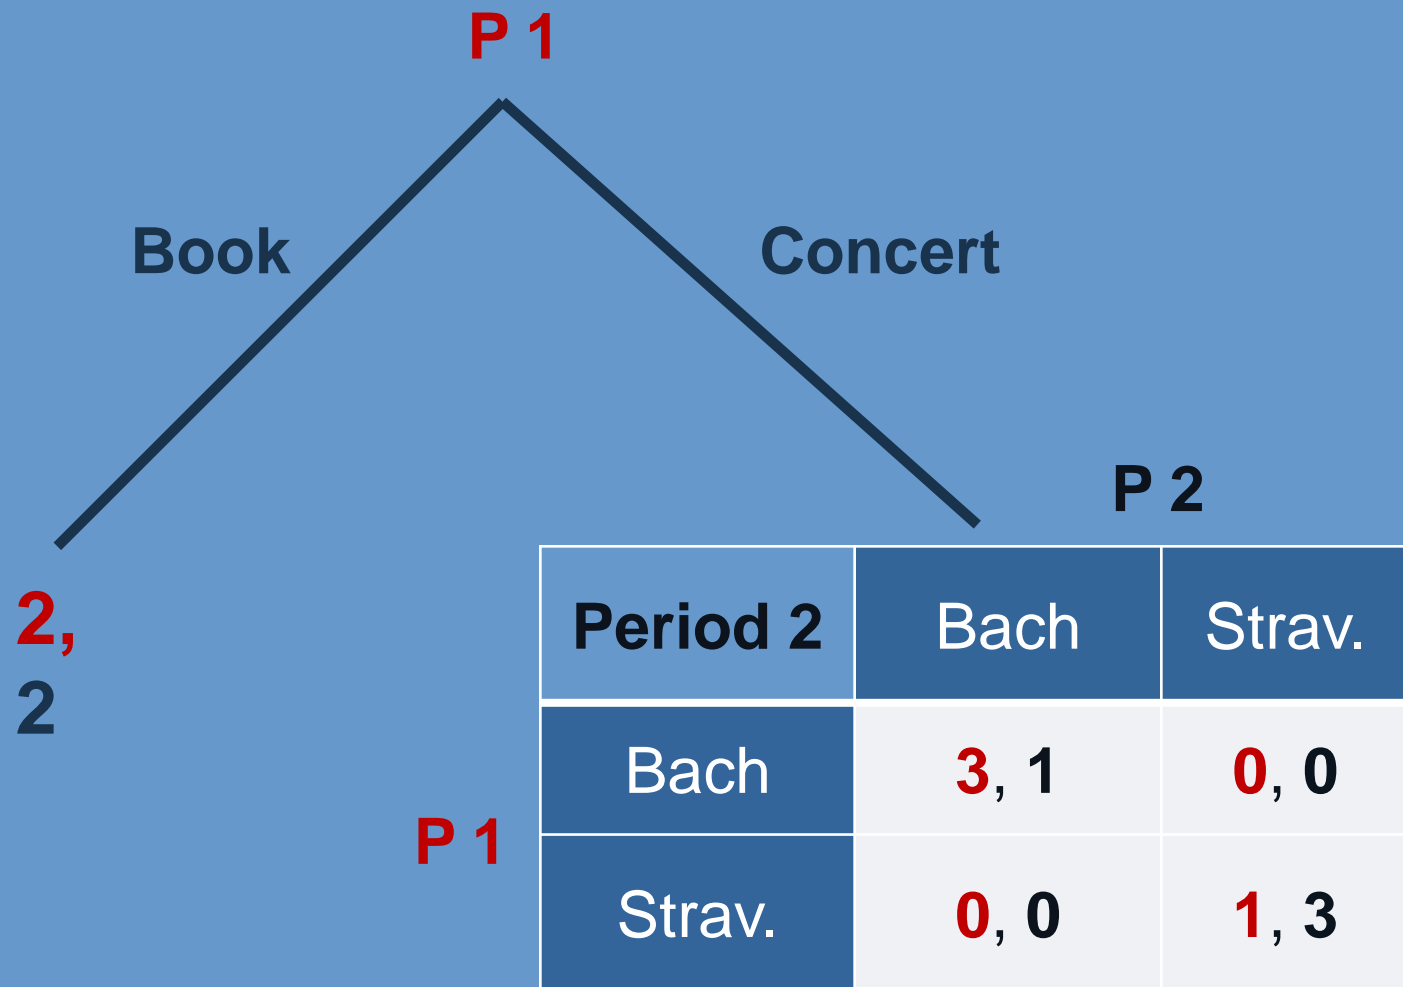 P 1
Book Concert
P 2
2,
2
Period 2 Bach Strav.
Bach 3, 1 0, 0
P 1
Strav. 0, 0 1, 3